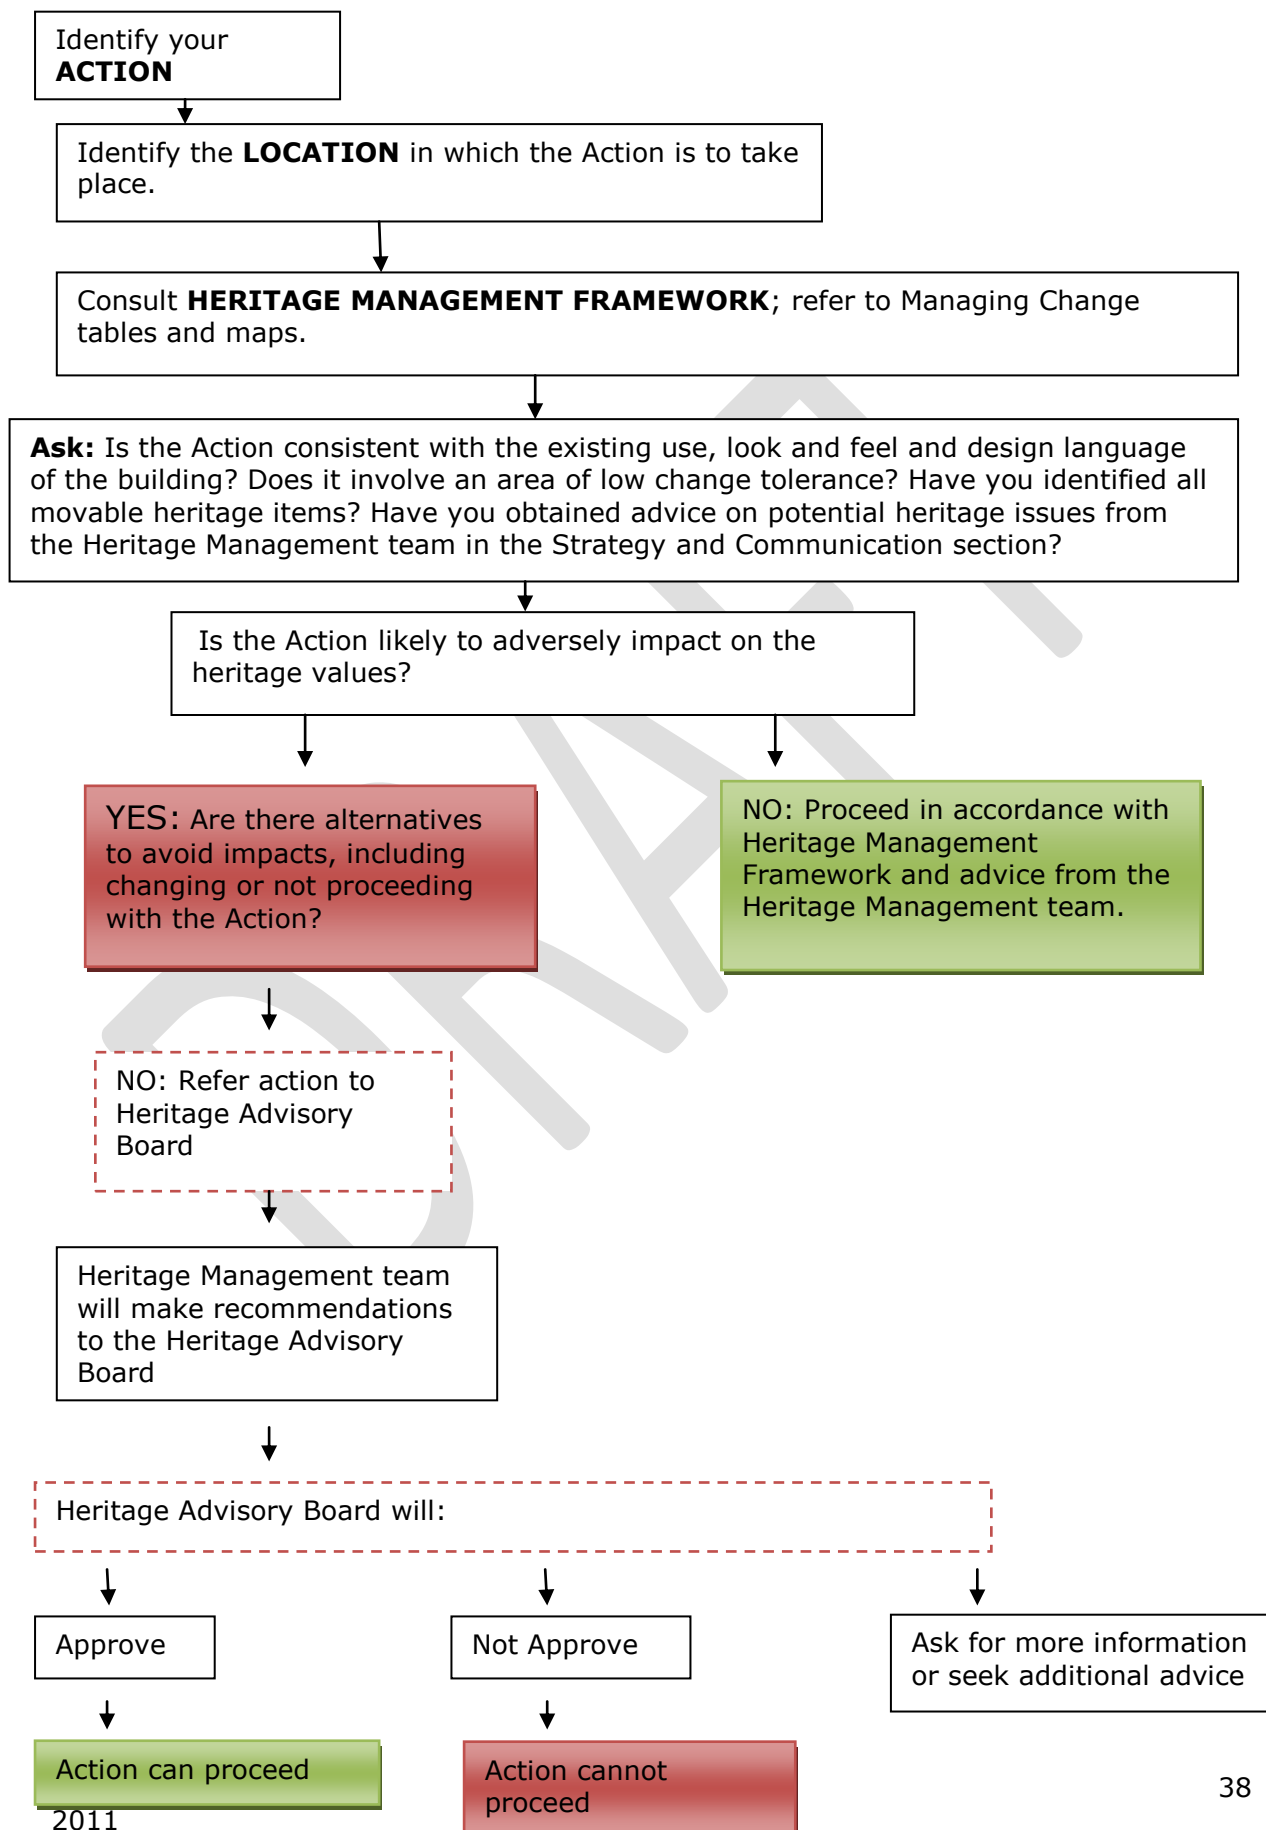 Identify your
ACTION
Identify the LOCATION in which the Action is to take
place.
Consult HERITAGE MANAGEMENT FRAMEWORK; refer to Managing Change
tables and maps.
Ask: Is the Action consistent with the existing use, look and feel and design language
of the building? Does it involve an area of low change tolerance? Have you identified all
movable heritage items? Have you obtained advice on potential heritage issues from
the Heritage Management team in the Strategy and Communication section?
Is the Action likely to adversely impact on the
heritage values?
YES: Are there alternatives
to avoid impacts, including
changing or not proceeding
with the Action?
NO: Proceed in accordance with
Heritage Management
Framework and advice from the
Heritage Management team.
NO: Refer action to
Heritage Advisory
Board
Heritage Management team
will make recommendations
to the Heritage Advisory
Board
Heritage Advisory Board will:
Approve
Not Approve
Ask for more information
or seek additional advice
Action can proceed
Action cannot
proceed
2011
38
DRAFT